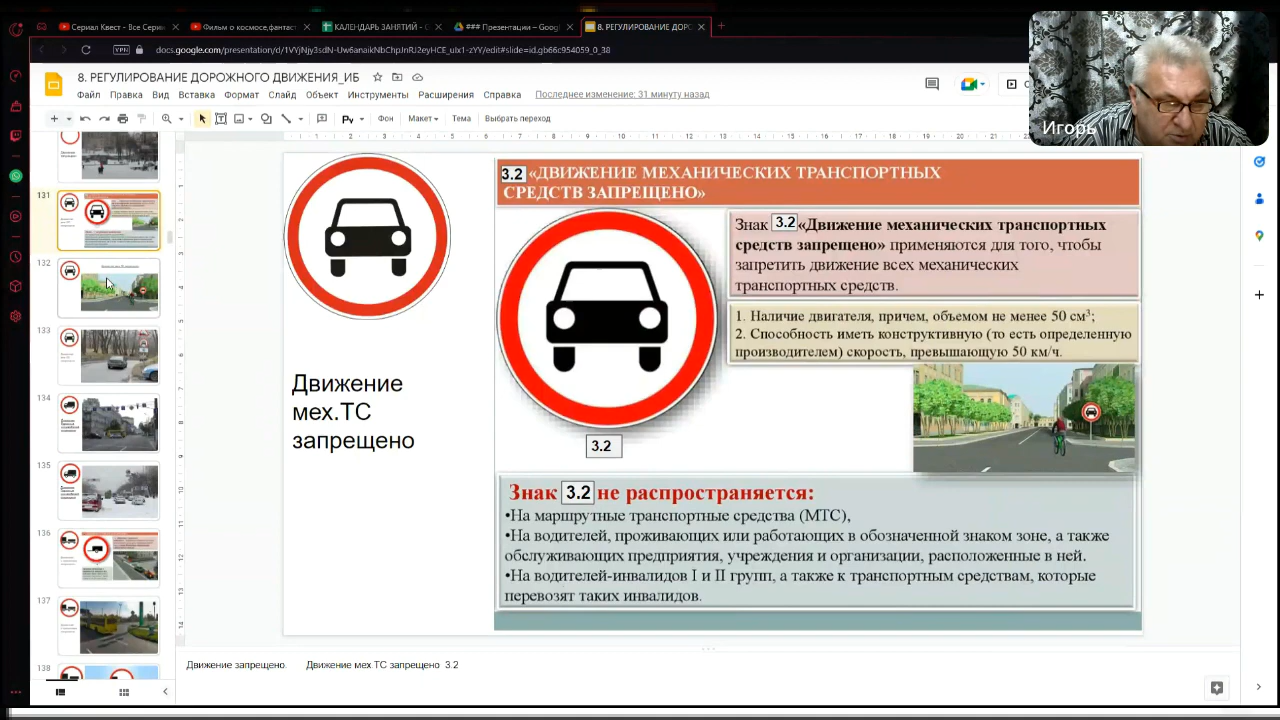 Сериал Квест - Все Сери
Фильм о космосе,фантас
КАЛЕНДАРЬ ЗАНЯТИЙ - G
### Презентации – Googl
8. РЕГУЛИРОВАНИЕ ДОРС
VPN
docs.google.com/presentation/d/1VYjNjy3sdN-Uw6anaikNbChpJnRJ2eyHCE_ulx1-zYY/edit#slide=id.gb66c954059_0_38
8. РЕГУЛИРОВАНИЕ ДОРОЖНОГО ДВИЖЕНИЯ_ИБ
Файл Правка Вид Вставка Формат Слайд Объект Инструменты Расширения Справка Последнее изменение: 31 минуту назад
Фон Макет Тема Выбрать переход
Игорь
131
132
133
134
135
136
137
138
3.2 «ДВИЖЕНИЕ МЕХАНИЧЕСКИХ ТРАНСПОРТНЫХ
СРЕДСТВ ЗАПРЕЩЕНО»
Знак 3.2 «Движение механических транспортных
средств запрещено» применяются для того, чтобы
запретить движение всех механических
транспортных средств.
1. Наличие двигателя, причем, объемом не менее 50 см³;
2. Способность иметь конструктивную (то есть определенную
производителем) скорость, превышающую 50 км/ч.
Движение
мех.ТС
запрещено
3.2
Знак 3.2 не распространяется:
•На маршрутные транспортные средства (МТС),
•На водителей, проживающих или работающих в обозначенной знаком зоне, а также
обслуживающих предприятия, учреждения и организации, расположенные в ней.
•На водителей-инвалидов I и II групп, а также к транспортным средствам, которые
перевозят таких инвалидов.
Движение запрещено Движение мех.ТС запрещено 3.2